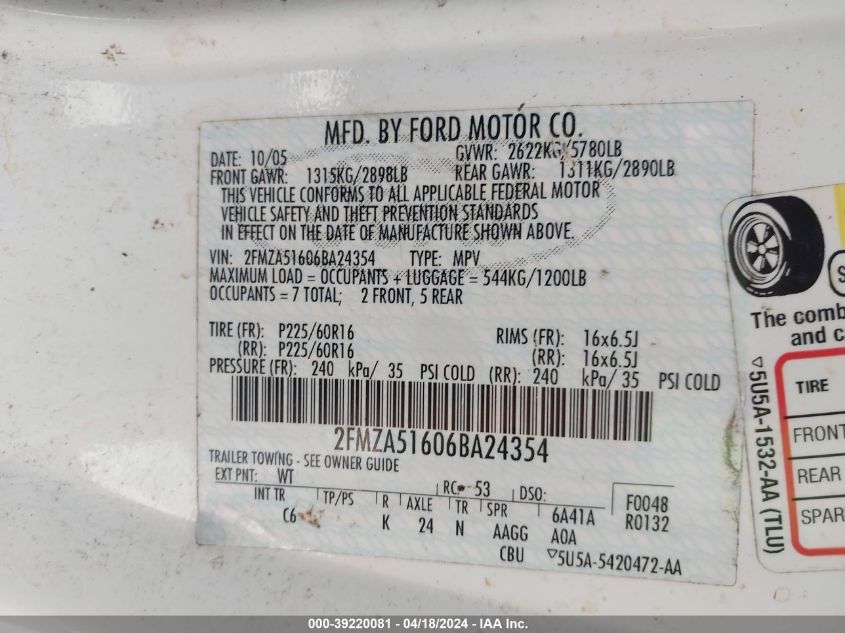 MFD. BY FORD MOTOR CO.
DATE: 10/05 GVWR: 2622KG/5780LB
FRONT GAWR: 1315KG/2898LB REAR GAWR: 1311KG/2890LB
THIS VEHICLE CONFORMS TO ALL APPLICABLE FEDERAL MOTOR
VEHICLE SAFETY AND THEFT PREVENTION STANDARDS
IN EFFECT ON THE DATE OF MANUFACTURE SHOWN ABOVE.
VIN: 2FMZA51606BA24354 TYPE: MPV
MAXIMUM LOAD = OCCUPANTS + LUGGAGE = 544KG/1200LB
OCCUPANTS = 7 TOTAL; 2 FRONT, 5 REAR
TIRE (FR): P225/60R16 RIMS (FR): 16x6.5J
(RR): P225/60R16 (RR): 16x6.5J
PRESSURE (FR): 240 kPa/ 35 PSI COLD (RR): 240 kPa/ 35 PSI COLD
2FMZA51606BA24354
TRAILER TOWING - SEE OWNER GUIDE
EXT PNT: WT RC: 53 DSO: F0048
INT TR TP/PS R AXLE TR SPR 6A41A R0132
C6 K 24 N AAGG A0A
CBU ▽5U5A-5420472-AA
The comb
and c
TIRE
FRONT
REAR
SPAR
▽5U5A-1532-AA (TLU)
000-39220081 - 04/18/2024 - IAA Inc.